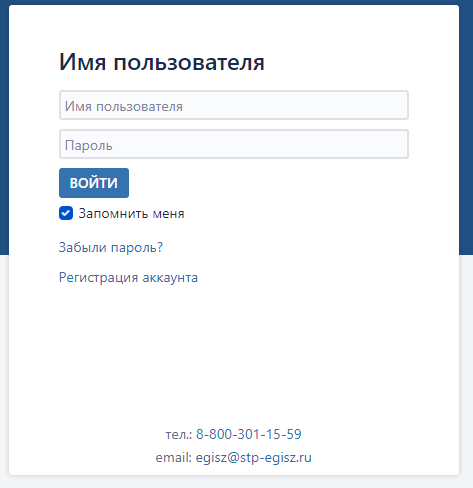 Имя пользователя
Имя пользователя
Пароль
ВОЙТИ
Запомнить меня
Забыли пароль?
Регистрация аккаунта
тел.: 8-800-301-15-59
email: egisz@stp-egisz.ru